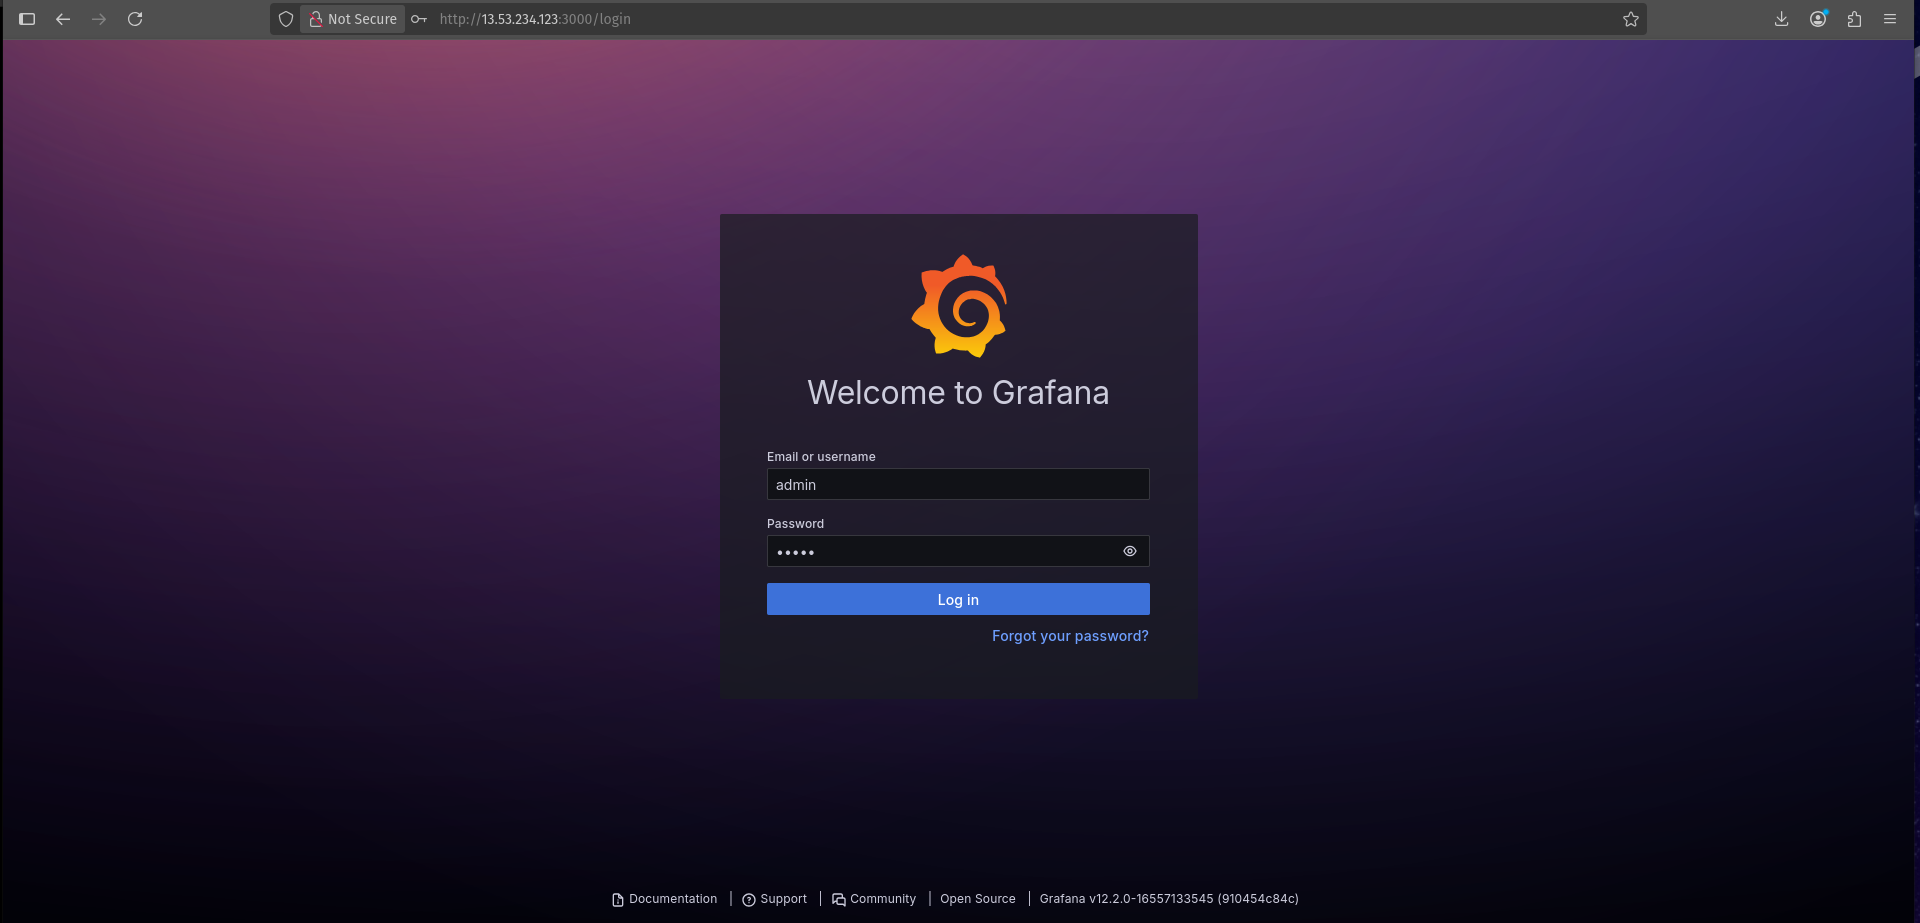 Not Secure http://13.53.234.123:3000/login
Welcome to Grafana
Email or username
admin
Password
•••••
Log in
Forgot your password?
Documentation | Support | Community | Open Source | Grafana v12.2.0-16557133545 (910454c84c)